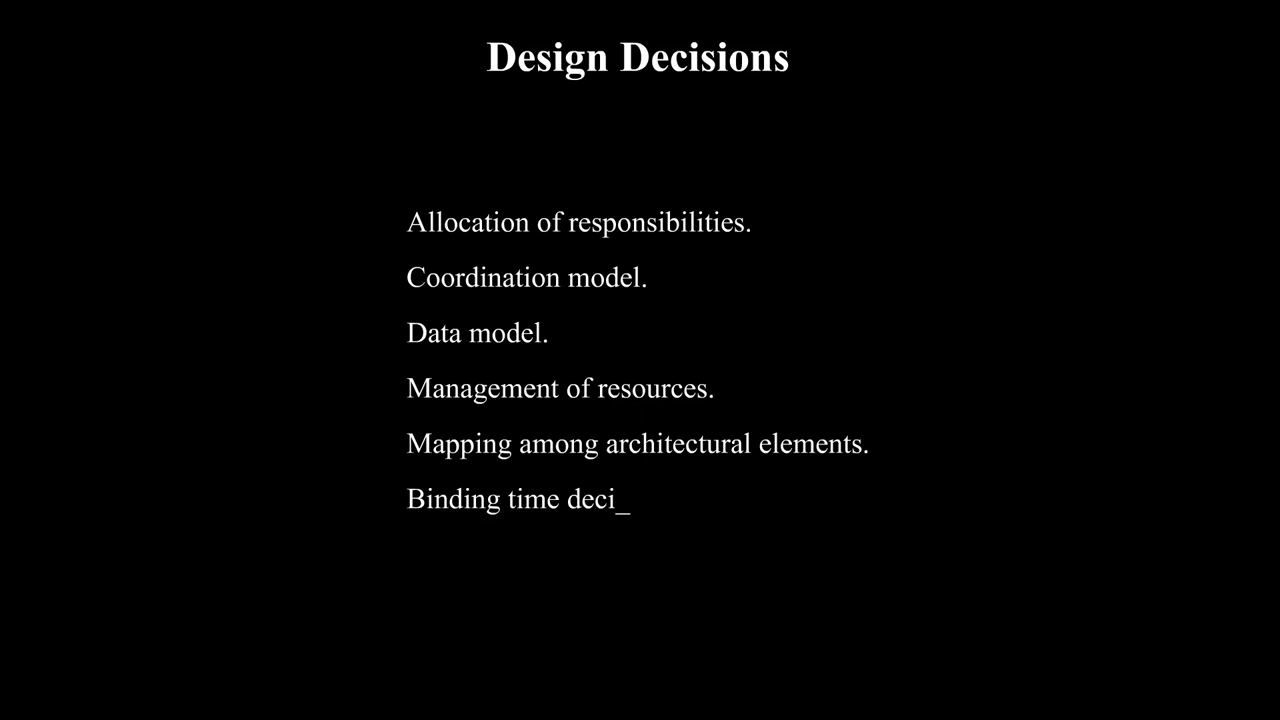 Design Decisions
Allocation of responsibilities.
Coordination model.
Data model.
Management of resources.
Mapping among architectural elements.
Binding time deci_